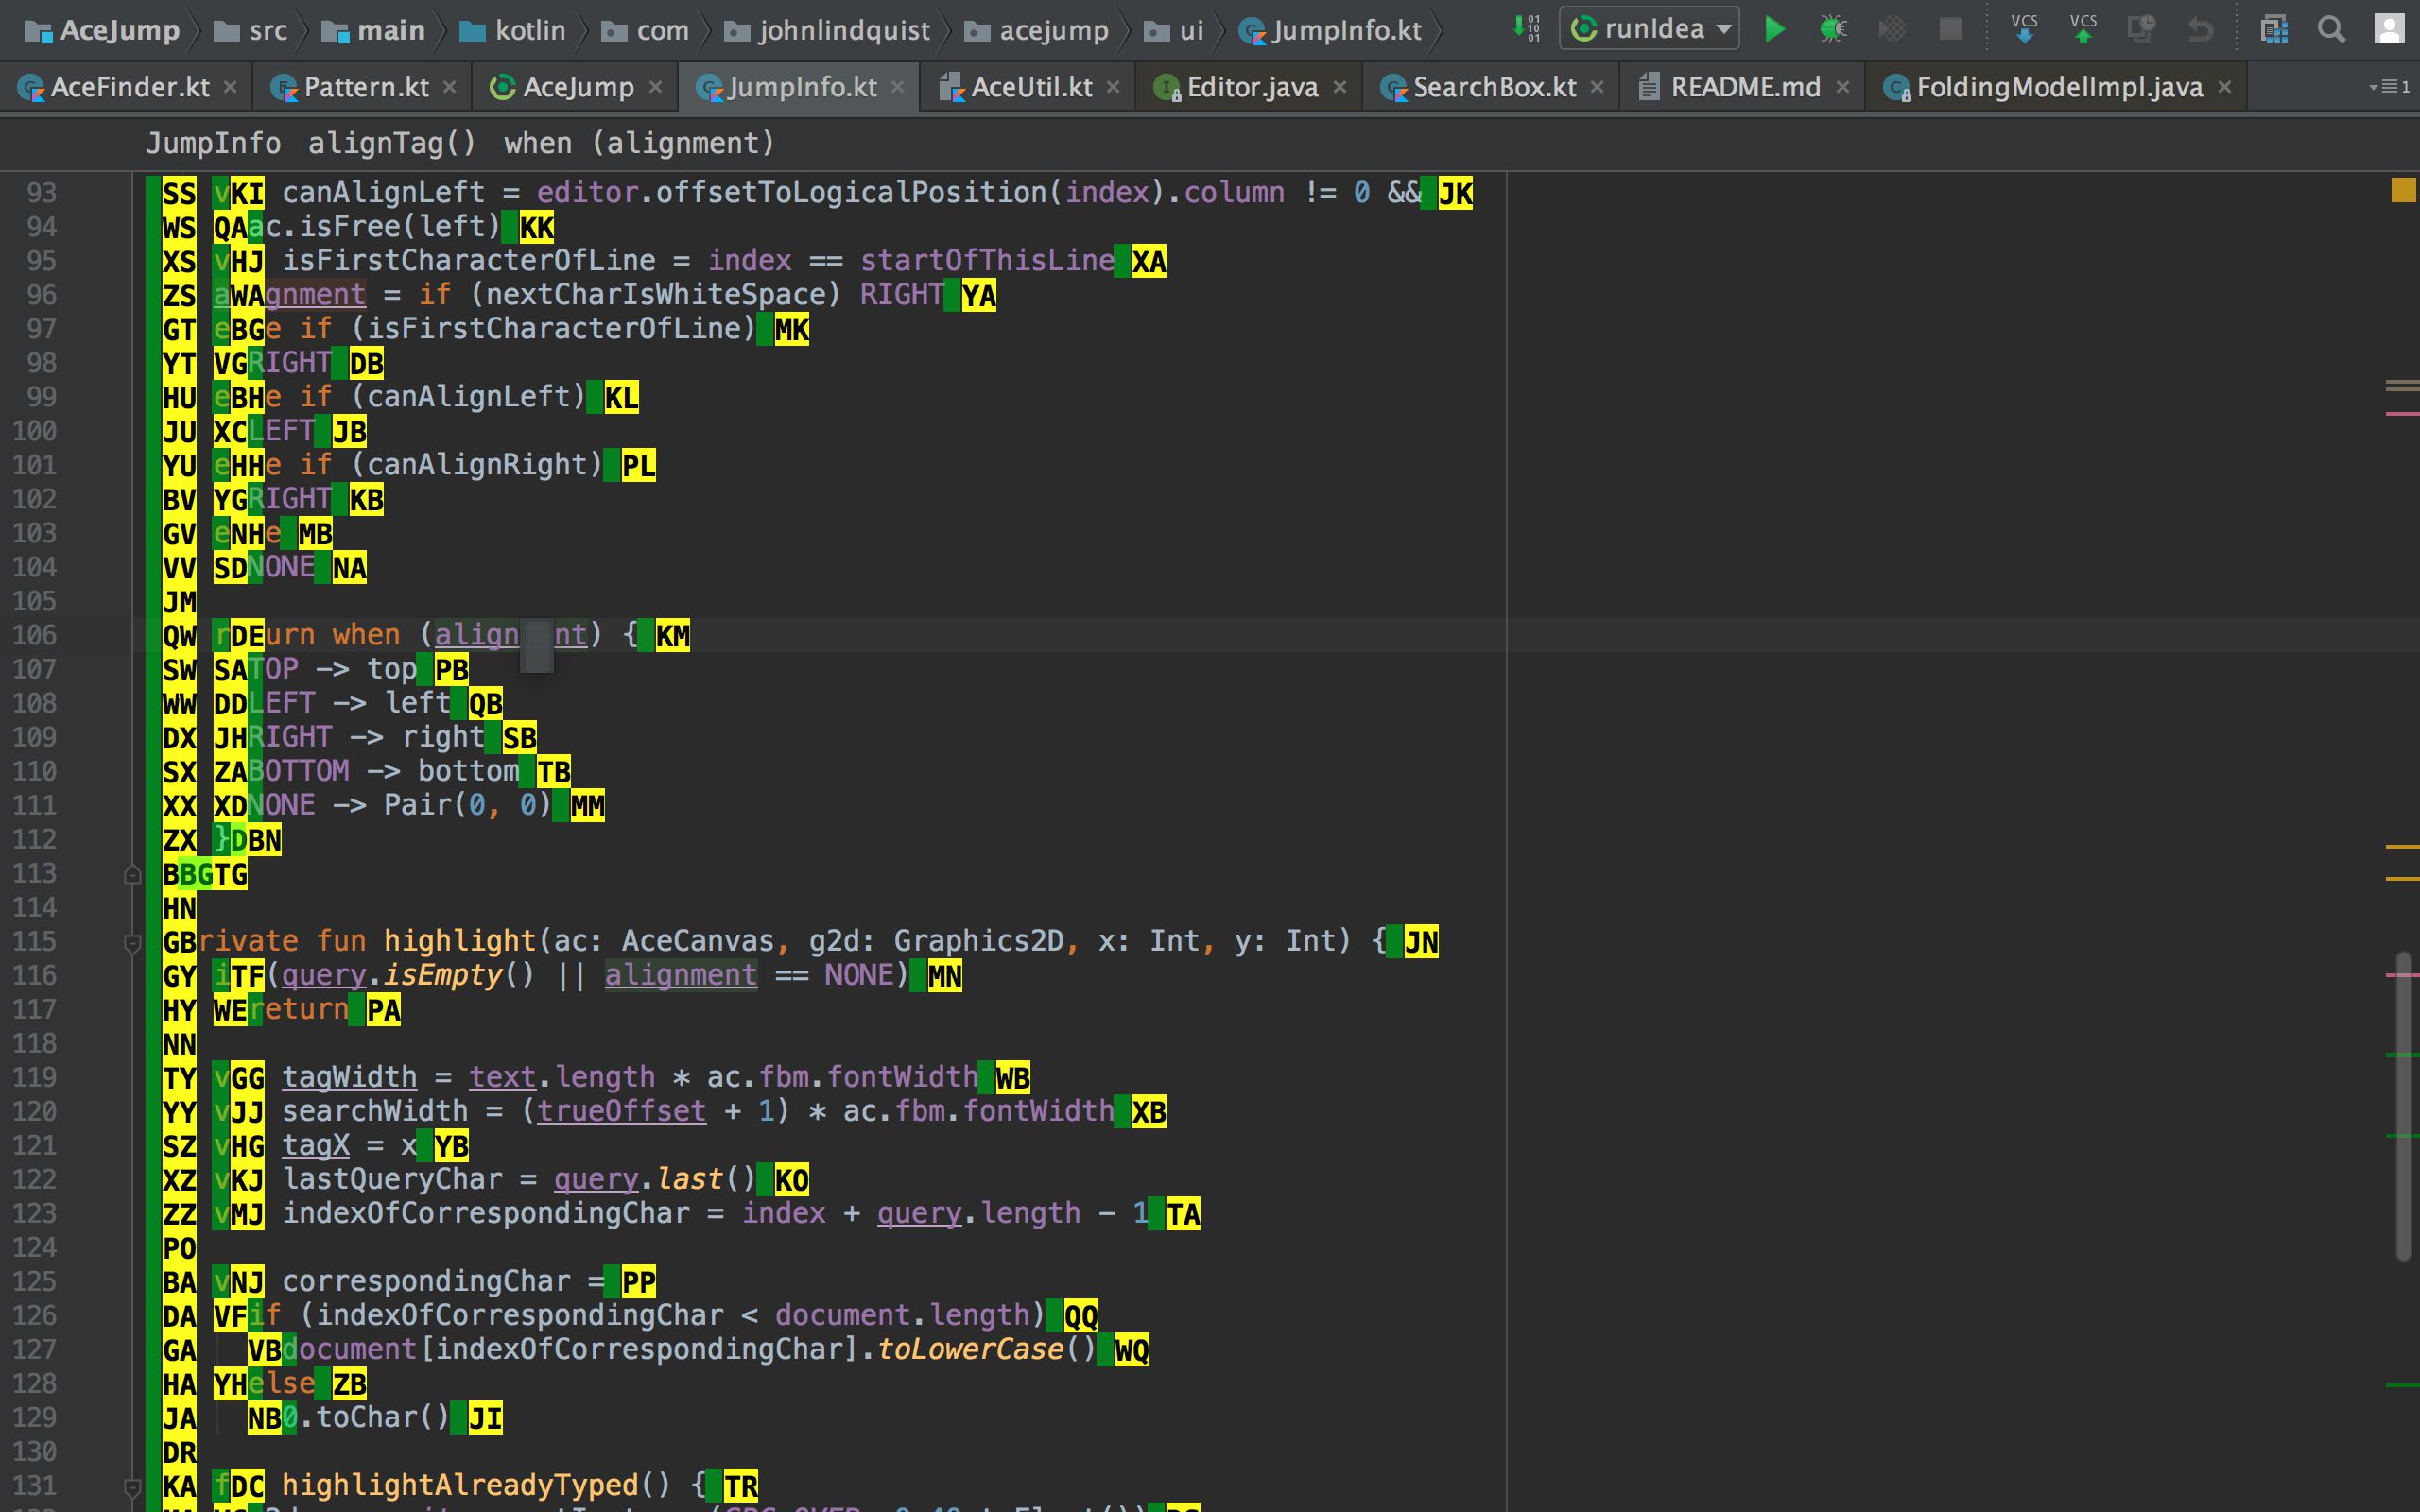 AceJump src main kotlin com johnlindquist acejump ui JumpInfo.kt runIdea VCS VCS
AceFinder.kt Pattern.kt AceJump JumpInfo.kt AceUtil.kt Editor.java SearchBox.kt README.md FoldingModelImpl.java 1
JumpInfo alignTag() when (alignment)
93 SS vKI canAlignLeft = editor.offsetToLogicalPosition(index).column != 0 && JK
94 WS QAac.isFree(left) KK
95 XS vHJ isFirstCharacterOfLine = index == startOfThisLine XA
96 ZS aWAgnment = if (nextCharIsWhiteSpace) RIGHT YA
97 GT eBGe if (isFirstCharacterOfLine) MK
98 YT VGRIGHT DB
99 HU eBHe if (canAlignLeft) KL
100 JU XCLEFT JB
101 YU eHHe if (canAlignRight) PL
102 BV YGRIGHT KB
103 GV eNHe MB
104 VV SDNONE NA
105 JM
106 QW rDEurn when (align nt) { KM
107 SW SATOP -> top PB
108 WW DDLEFT -> left QB
109 DX JHRIGHT -> right SB
110 SX ZABOTTOM -> bottom TB
111 XX XDNONE -> Pair(0, 0) MM
112 ZX }DBN
113 BBGTG
114 HN
115 GBrivate fun highlight(ac: AceCanvas, g2d: Graphics2D, x: Int, y: Int) { JN
116 GY iTF(query.isEmpty() || alignment == NONE) MN
117 HY WEreturn PA
118 NN
119 TY vGG tagWidth = text.length * ac.fbm.fontWidth WB
120 YY vJJ searchWidth = (trueOffset + 1) * ac.fbm.fontWidth XB
121 SZ vHG tagX = x YB
122 XZ vKJ lastQueryChar = query.last() KO
123 ZZ vMJ indexOfCorrespondingChar = index + query.length - 1 TA
124 PO
125 BA vNJ correspondingChar = PP
126 DA VFif (indexOfCorrespondingChar < document.length) QQ
127 GA VBdocument[indexOfCorrespondingChar].toLowerCase() WQ
128 HA YHelse ZB
129 JA NB0.toChar() JI
130 DR
131 KA fDC highlightAlreadyTyped() { TR